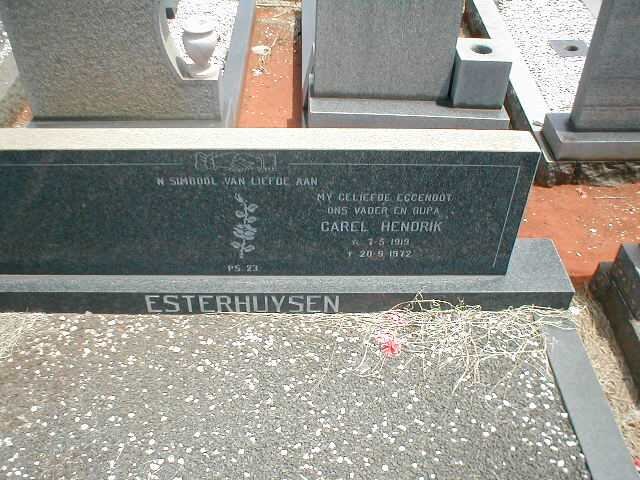 'N SIMBOOL VAN LIEFDE AAN
MY GELIEFDE EGGENOOT
ONS VADER EN OUPA
CAREL HENDRIK
* 7-5-1919
† 20-9-1972
PS. 23
ESTERHUYSEN